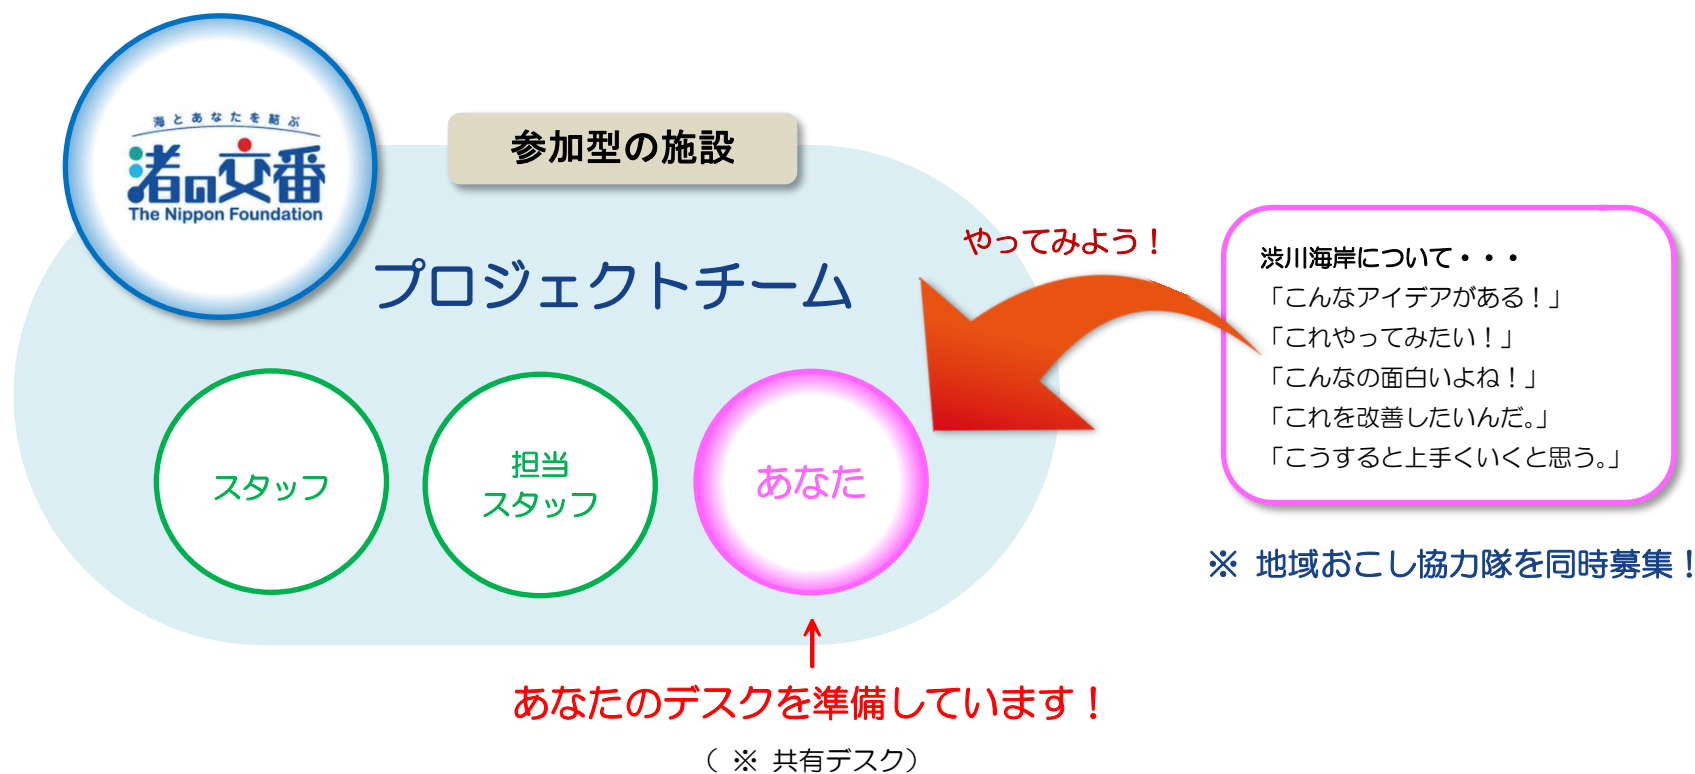 海とあなたを結ぶ
渚の交番
The Nippon Foundation
参加型の施設
プロジェクトチーム
スタッフ
担当
スタッフ
あなた
やってみよう！
渋川海岸について・・・
「こんなアイデアがある！」
「これやってみたい！」
「こんなの面白いよね！」
「これを改善したいんだ。」
「こうすると上手くいくと思う。」
※ 地域おこし協力隊を同時募集！
あなたのデスクを準備しています！
（ ※ 共有デスク）